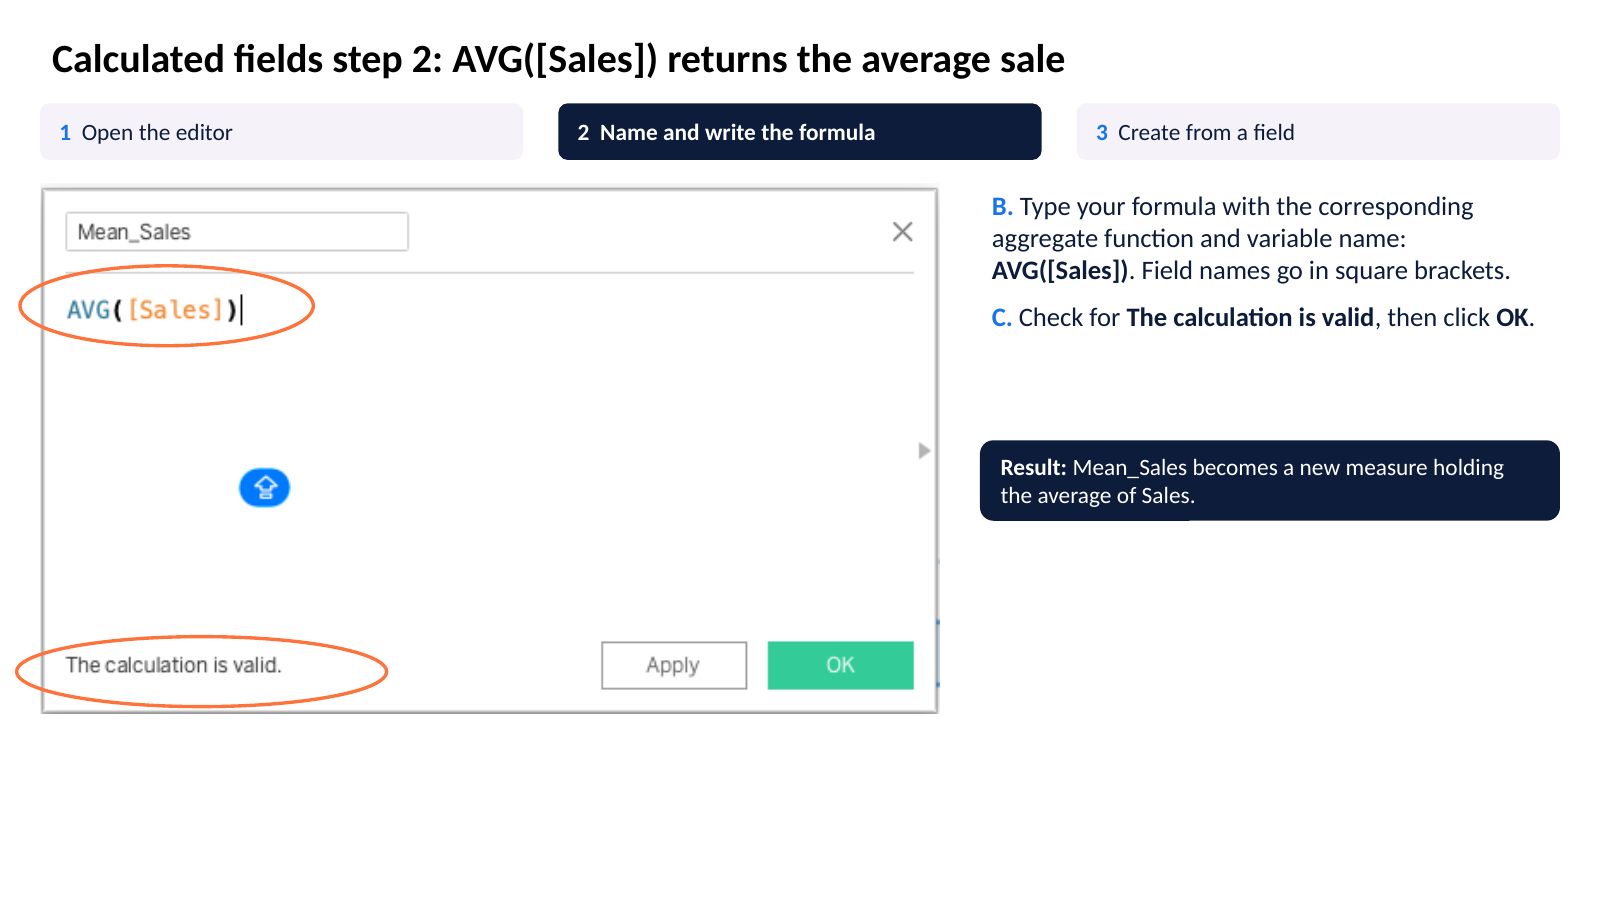 Calculated fields step 2: AVG([Sales]) returns the average sale
1 Open the editor
2 Name and write the formula
3 Create from a field
Mean_Sales
AVG([Sales])
The calculation is valid.
Apply
OK
B. Type your formula with the corresponding
aggregate function and variable name:
AVG([Sales]). Field names go in square brackets.
C. Check for The calculation is valid, then click OK.
Result: Mean_Sales becomes a new measure holding
the average of Sales.